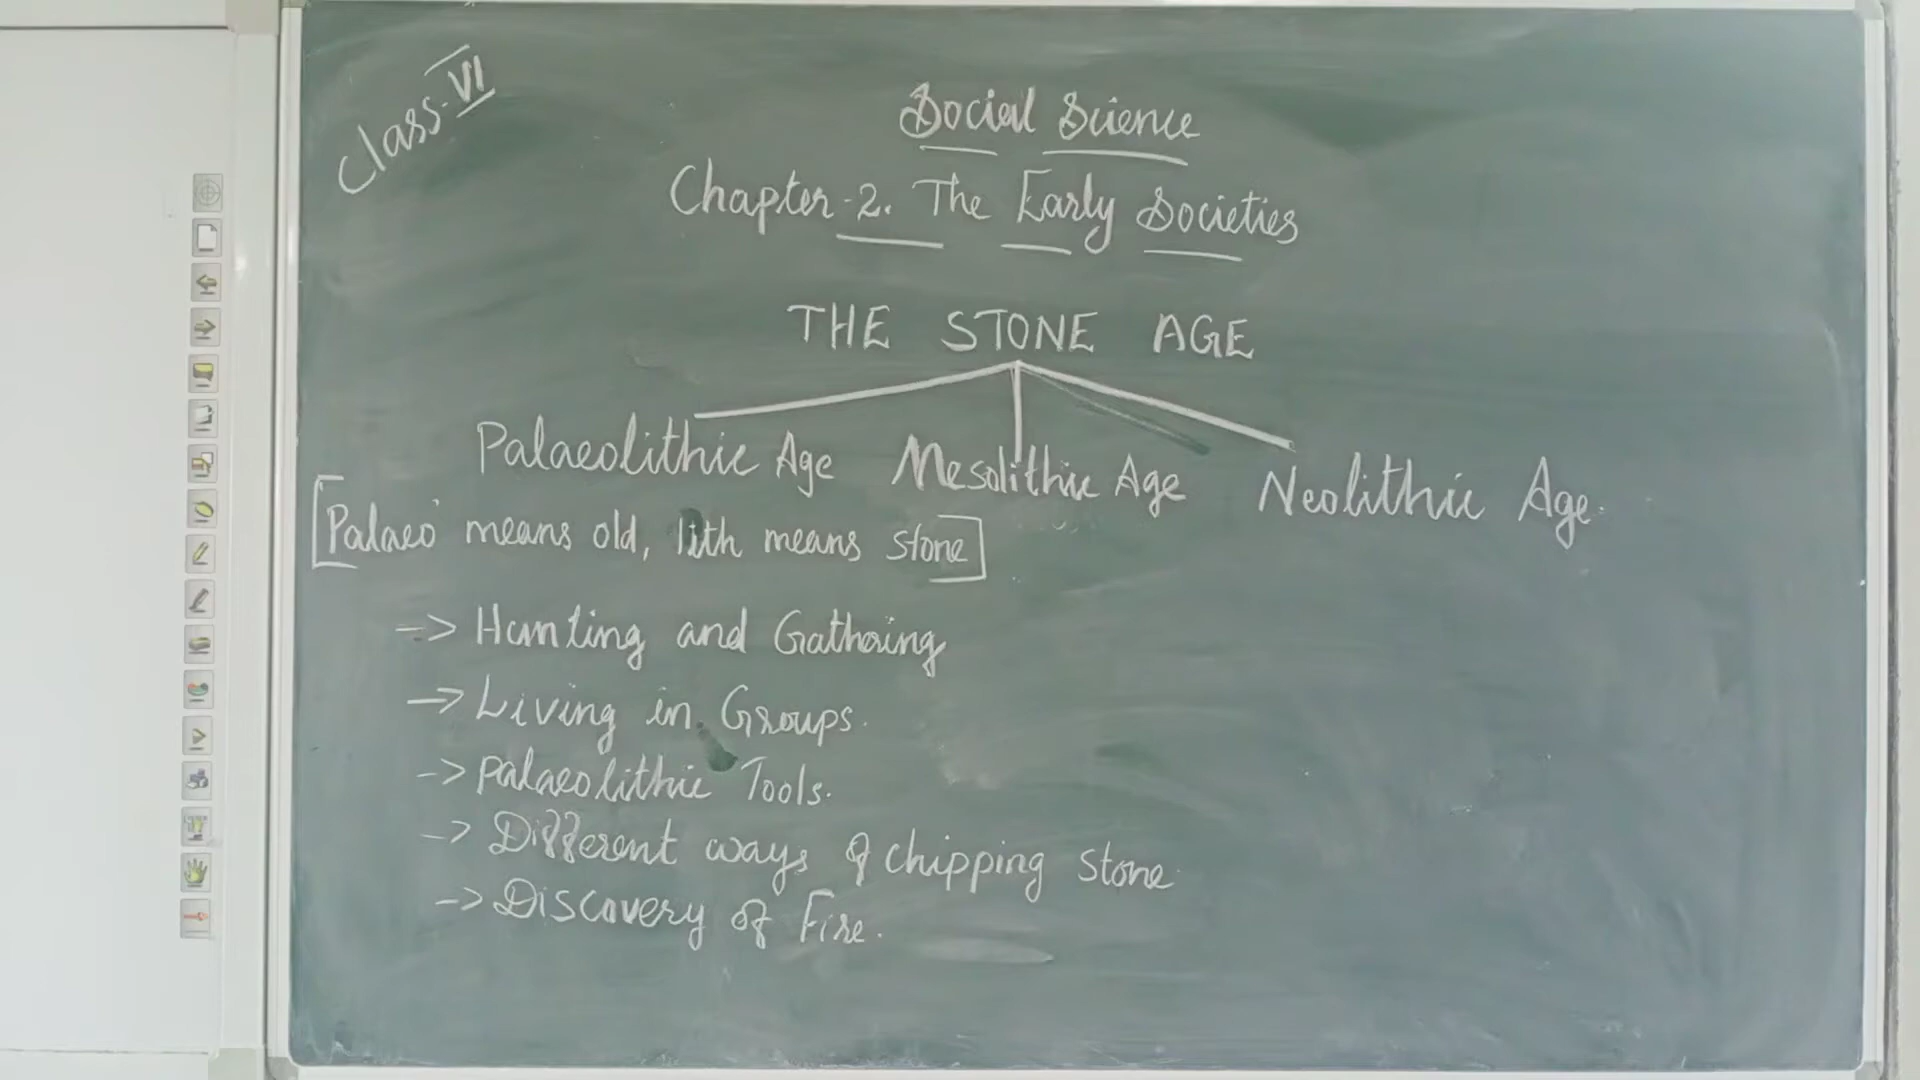 Class-VI
Social Science
Chapter-2. The Early Societies
THE STONE AGE
Palaeolithic Age Mesolithic Age Neolithic Age.
[Palaeo' means old, lith means stone]
-> Hunting and Gathering
-> Living in Groups.
-> Palaeolithic Tools.
-> Different ways of chipping stone.
-> Discovery of Fire.